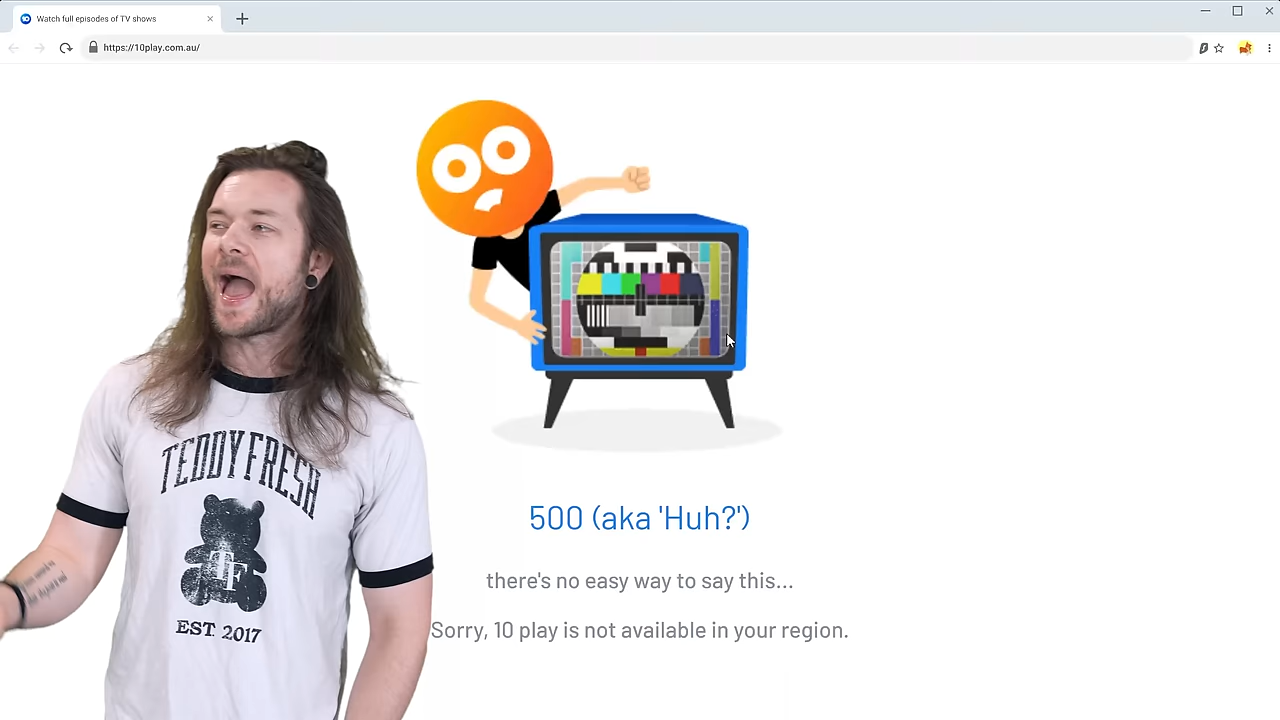 10
Watch full episodes of TV shows
https://10play.com.au/
TEDDY FRESH
TF
EST. 2017
500 (aka 'Huh?')
there's no easy way to say this...
Sorry, 10 play is not available in your region.